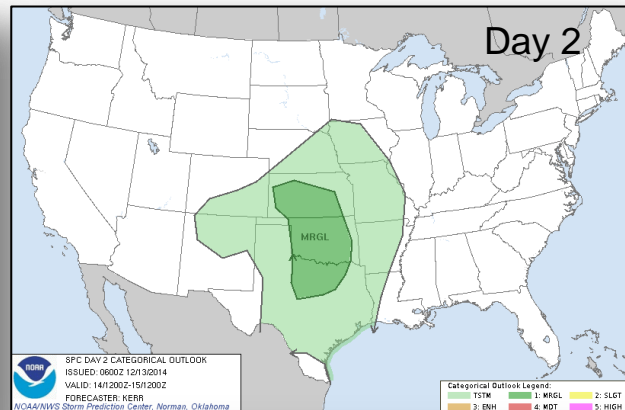 Day 2
MRGL
NOAA
SPC DAY 2 CATEGORICAL OUTLOOK
ISSUED: 0600Z 12/13/2014
VALID: 14/1200Z-15/1200Z
FORECASTER: KERR
NOAA/NWS Storm Prediction Center, Norman, Oklahoma
Categorical Outlook Legend:
TSTM 1: MRGL 2: SLGT
3: ENH 4: MDT 5: HIGH